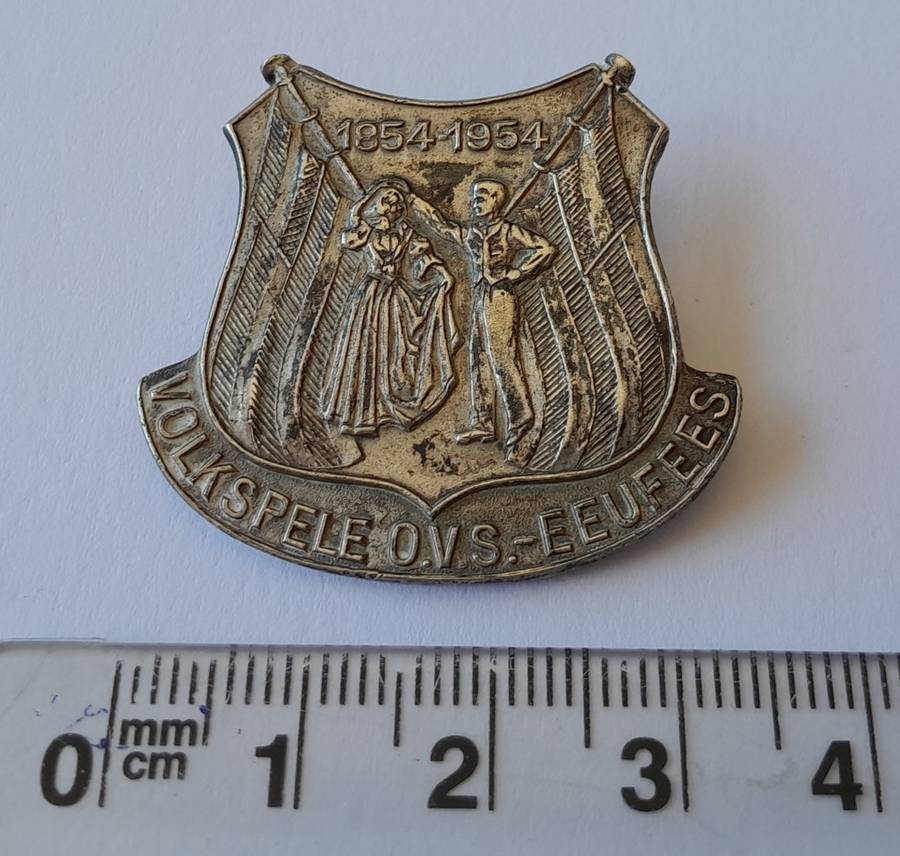 1854-1954
VOLKSPELE O.V.S.-EEUFEES
mm
0 1 2 3 4
cm